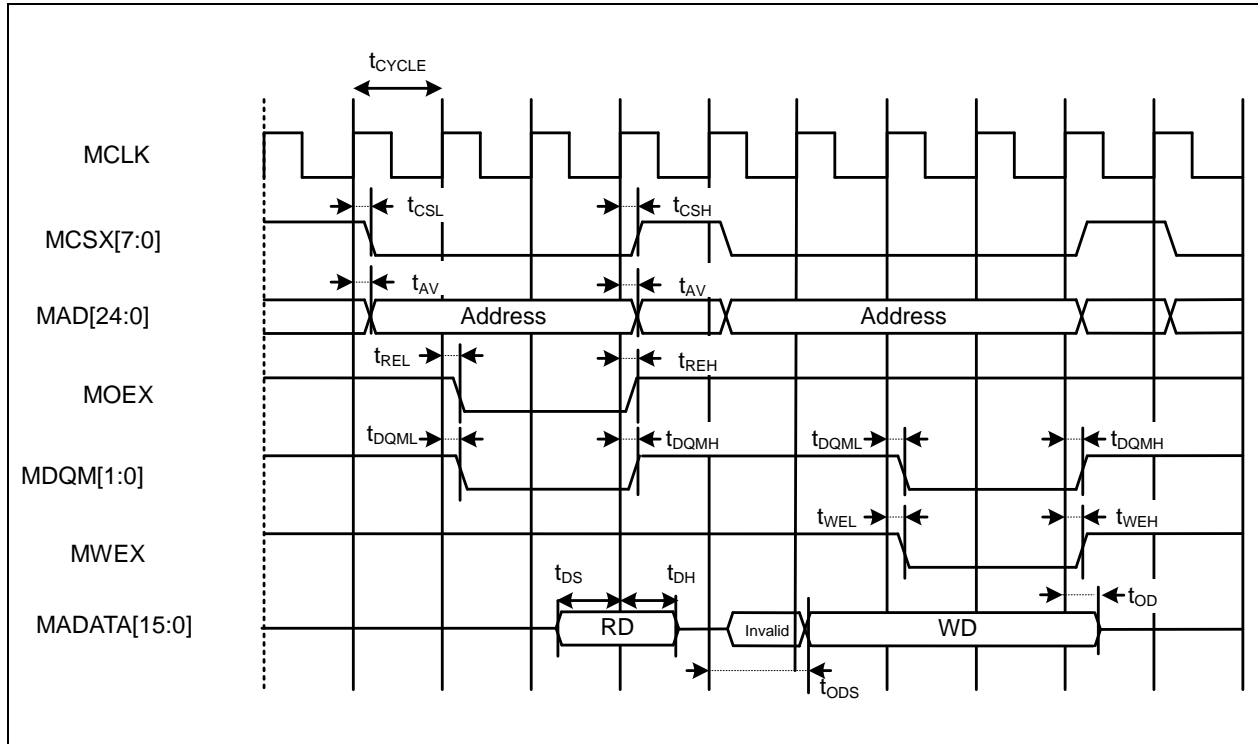 tCYCLE
MCLK
tCSL
tCSH
MCSX[7:0]
tAV
tAV
MAD[24:0]
Address
Address
tREL
tREH
MOEX
tDQML
tDQMH
tDQML
tDQMH
MDQM[1:0]
tWEL
tWEH
MWEX
tDS
tDH
tOD
MADATA[15:0]
RD
Invalid
WD
tODS